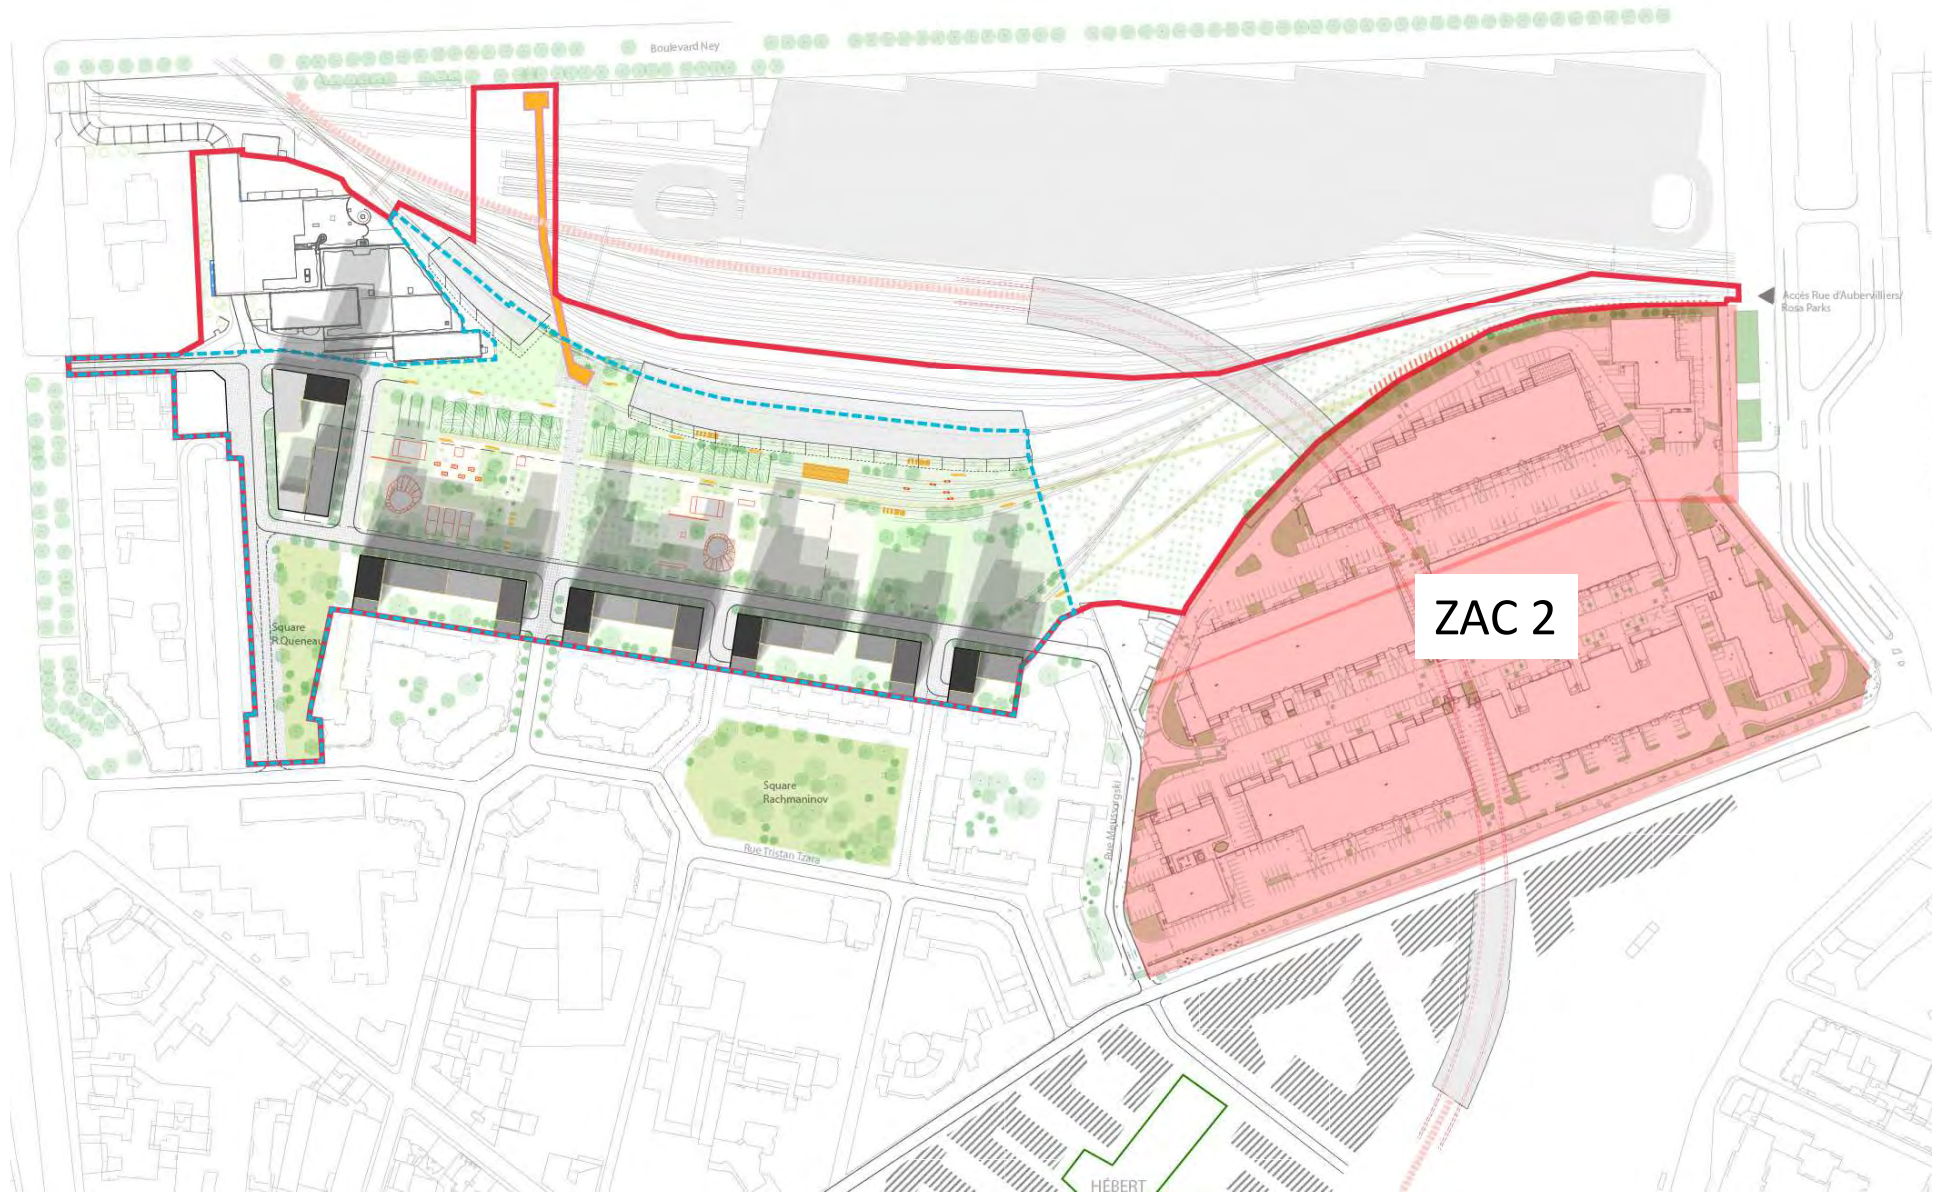 Boulevard Ney
Accès Rue d'Aubervilliers/
Rosa Parks
ZAC 2
Square
R.Queneau
Square
Rachmaninov
Rue Tristan Tzara
Rue Moussorgski
HÉBERT